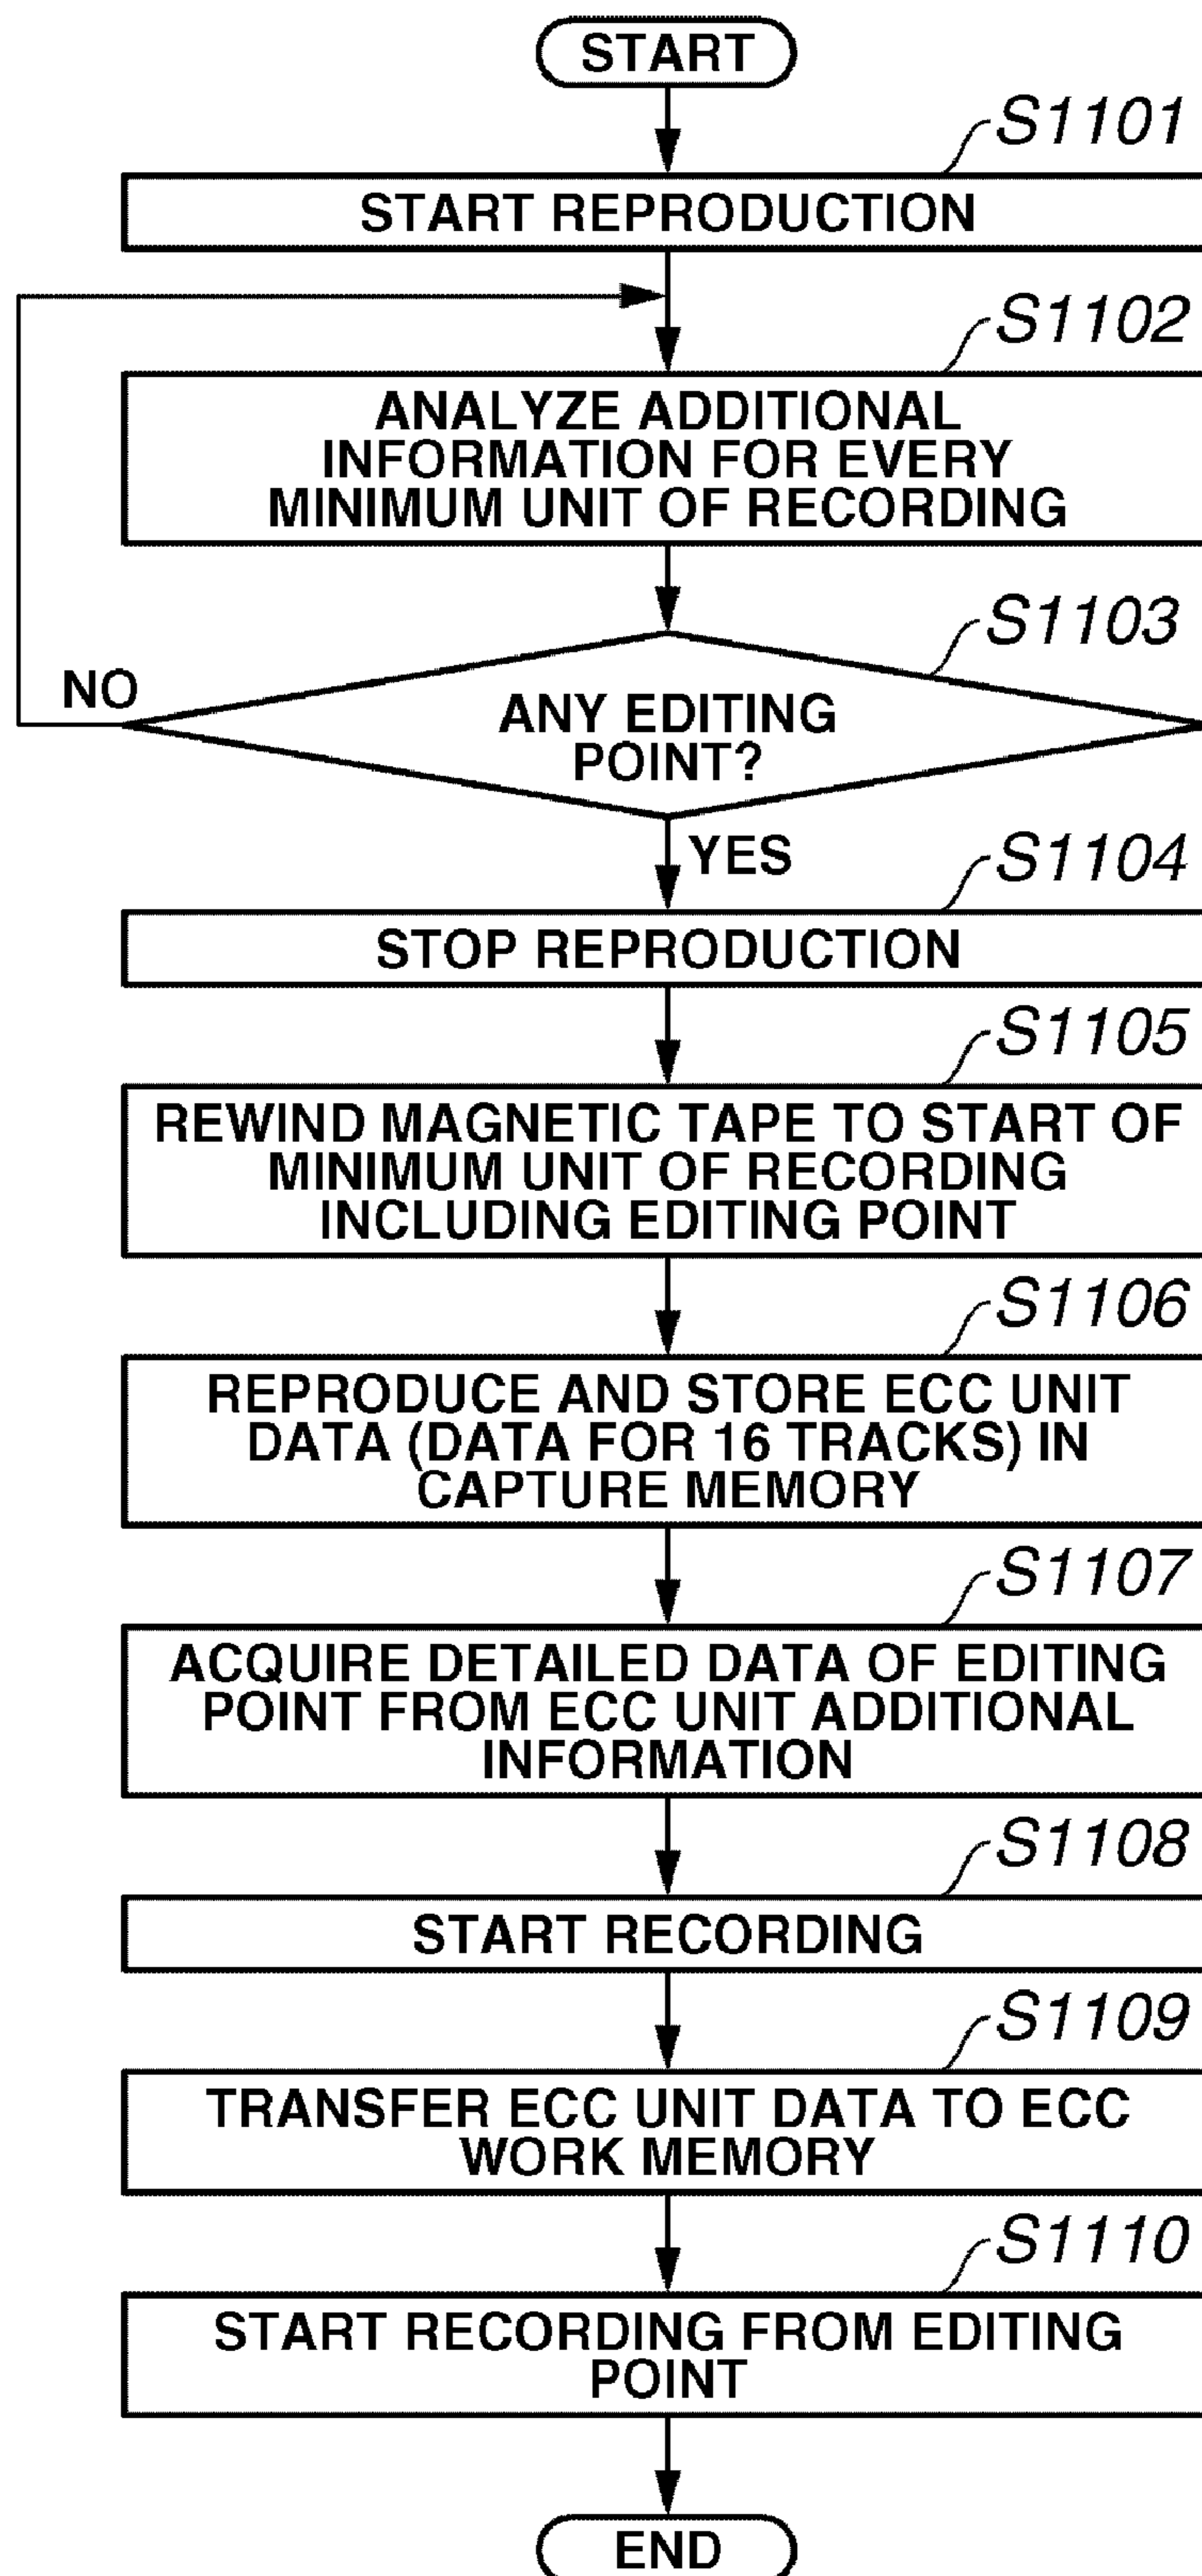 START
S1101
START REPRODUCTION
S1102
ANALYZE ADDITIONAL
INFORMATION FOR EVERY
MINIMUM UNIT OF RECORDING
S1103
NO
ANY EDITING
POINT?
YES
S1104
STOP REPRODUCTION
S1105
REWIND MAGNETIC TAPE TO START OF
MINIMUM UNIT OF RECORDING
INCLUDING EDITING POINT
S1106
REPRODUCE AND STORE ECC UNIT
DATA (DATA FOR 16 TRACKS) IN
CAPTURE MEMORY
S1107
ACQUIRE DETAILED DATA OF EDITING
POINT FROM ECC UNIT ADDITIONAL
INFORMATION
S1108
START RECORDING
S1109
TRANSFER ECC UNIT DATA TO ECC
WORK MEMORY
S1110
START RECORDING FROM EDITING
POINT
END